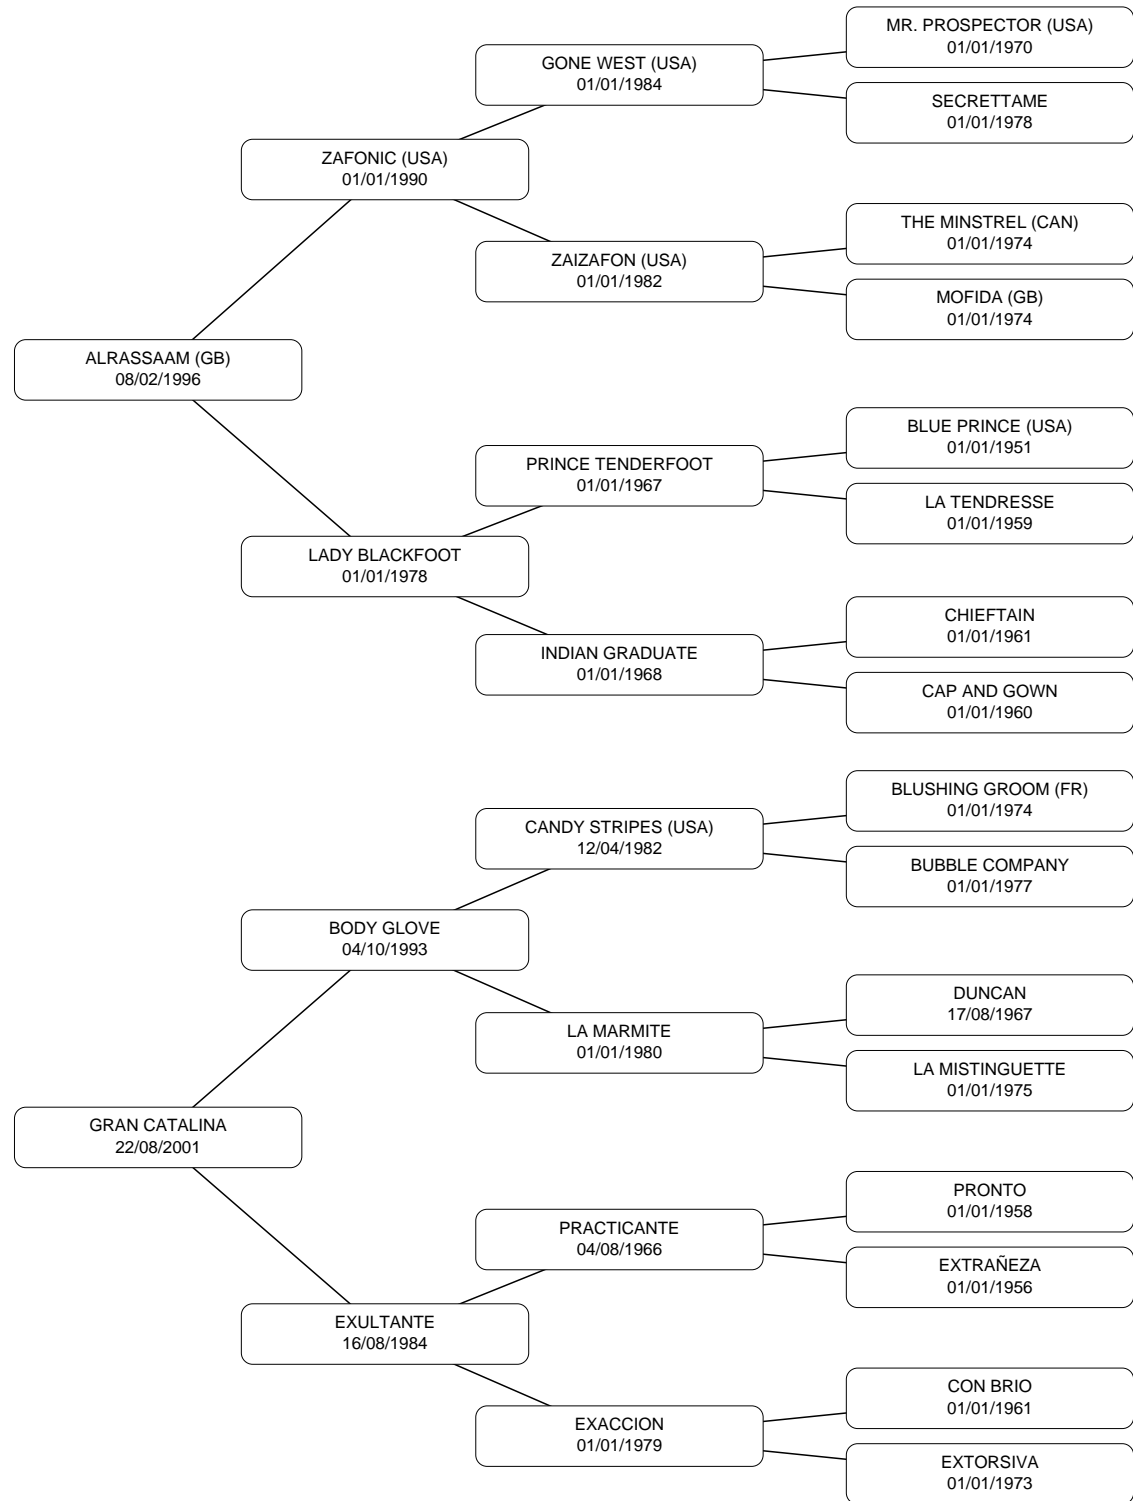 MR. PROSPECTOR (USA)
01/01/1970
GONE WEST (USA)
01/01/1984
SECRETTAME
01/01/1978
ZAFONIC (USA)
01/01/1990
THE MINSTREL (CAN)
01/01/1974
ZAIZAFON (USA)
01/01/1982
MOFIDA (GB)
01/01/1974
ALRASSAAM (GB)
08/02/1996
BLUE PRINCE (USA)
01/01/1951
PRINCE TENDERFOOT
01/01/1967
LA TENDRESSE
01/01/1959
LADY BLACKFOOT
01/01/1978
CHIEFTAIN
01/01/1961
INDIAN GRADUATE
01/01/1968
CAP AND GOWN
01/01/1960
BLUSHING GROOM (FR)
01/01/1974
CANDY STRIPES (USA)
12/04/1982
BUBBLE COMPANY
01/01/1977
BODY GLOVE
04/10/1993
DUNCAN
17/08/1967
LA MARMITE
01/01/1980
LA MISTINGUETTE
01/01/1975
GRAN CATALINA
22/08/2001
PRONTO
01/01/1958
PRACTICANTE
04/08/1966
EXTRAÑEZA
01/01/1956
EXULTANTE
16/08/1984
CON BRIO
01/01/1961
EXACCION
01/01/1979
EXTORSIVA
01/01/1973